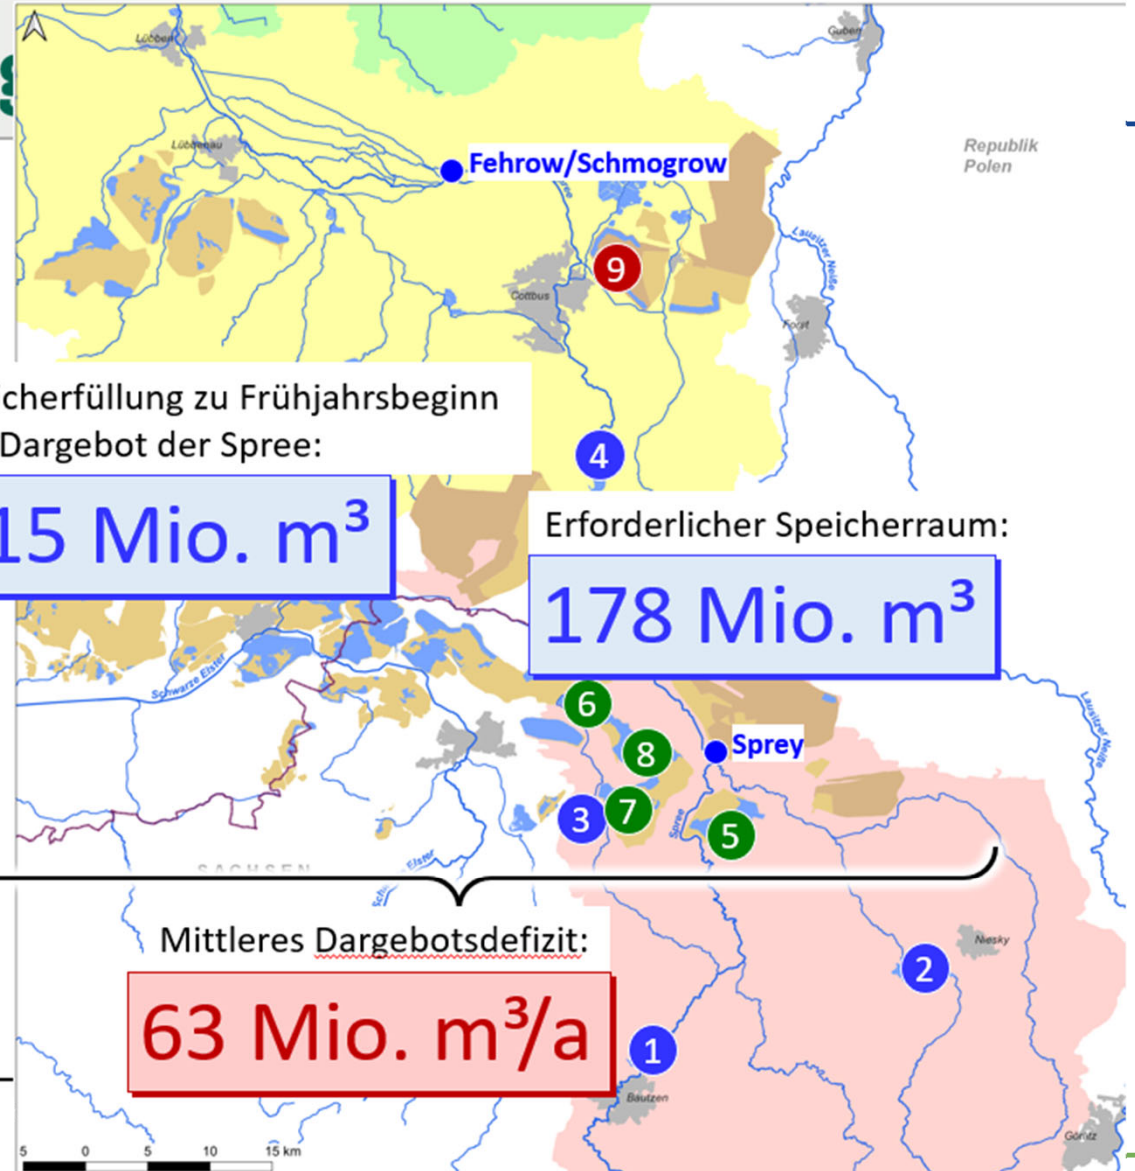 Lübben
Guben
Lübbenau
Republik
Polen
Fehrow/Schmogrow
Lausitzer Neiße
9
Cottbus
Forst
cherfüllung zu Frühjahrsbeginn
Dargebot der Spree:
4
15 Mio. m³
Erforderlicher Speicherraum:
178 Mio. m³
Schwarze Elster
Lausitzer Neiße
6
8
Sprey
3
7
Spree
5
SACHSEN
Elster
Mittleres Dargebotsdefizit:
Niesky
2
63 Mio. m³/a
1
Bautzen
Görlitz
5 0 5 10 15 km